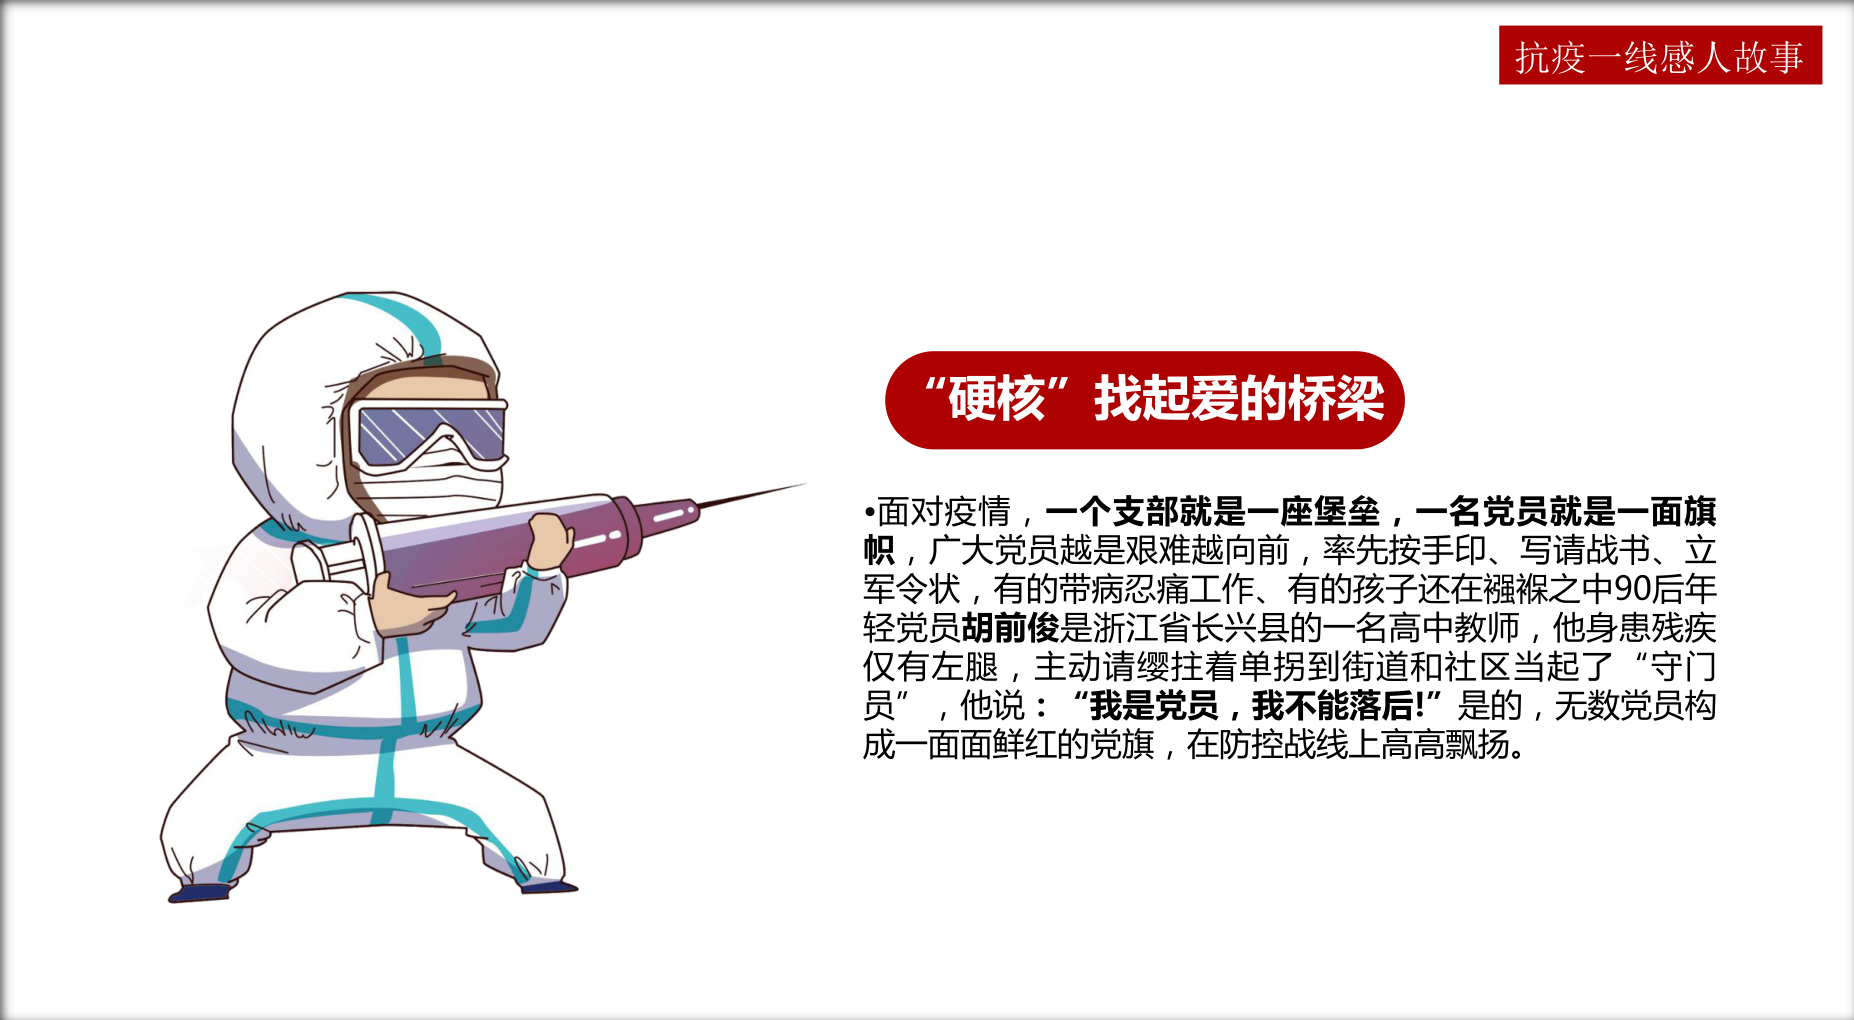 抗疫一线感人故事
“硬核”找起爱的桥梁
•面对疫情，一个支部就是一座堡垒，一名党员就是一面旗
帜，广大党员越是艰难越向前，率先按手印、写请战书、立
军令状，有的带病忍痛工作、有的孩子还在襁褓之中90后年
轻党员胡前俊是浙江省长兴县的一名高中教师，他身患残疾
仅有左腿，主动请缨拄着单拐到街道和社区当起了“守门
员”，他说：“我是党员，我不能落后!”是的，无数党员构
成一面面鲜红的党旗，在防控战线上高高飘扬。